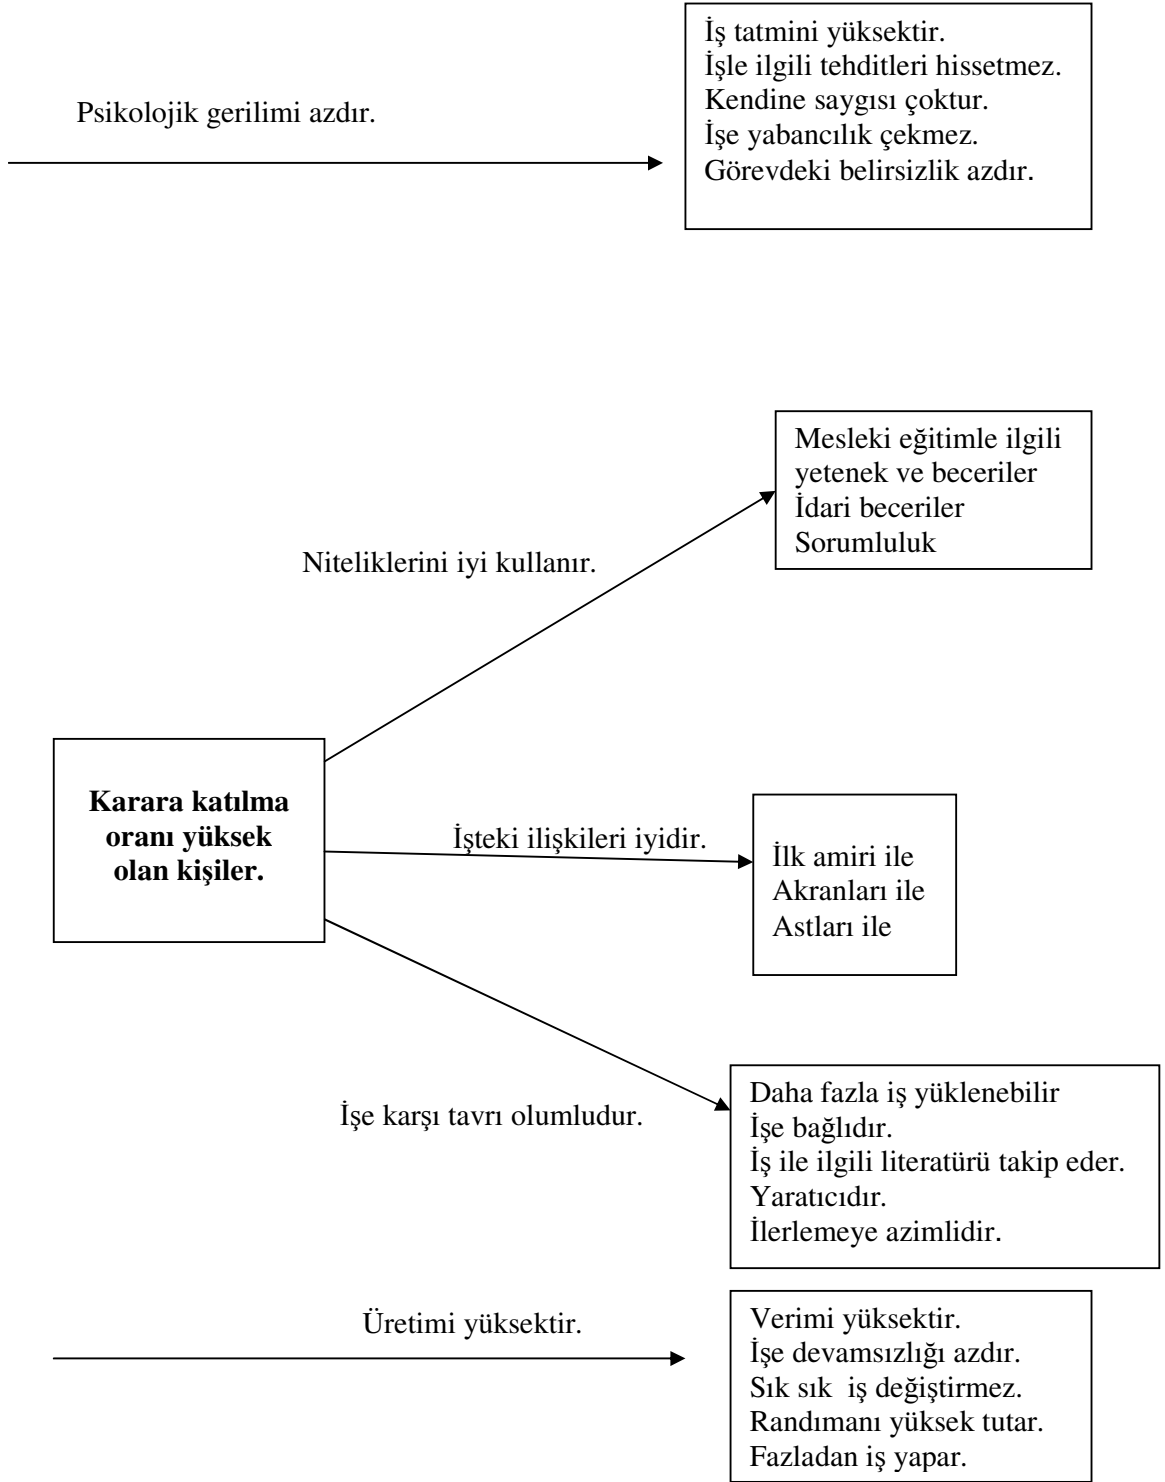 İş tatmini yüksektir.
İşle ilgili tehditleri hissetmez.
Kendine saygısı çoktur.
İşe yabancılık çekmez.
Görevdeki belirsizlik azdır.
Psikolojik gerilimi azdır.
Mesleki eğitimle ilgili
yetenek ve beceriler
İdari beceriler
Sorumluluk
Niteliklerini iyi kullanır.
Karara katılma
oranı yüksek
olan kişiler.
İşteki ilişkileri iyidir.
İlk amiri ile
Akranları ile
Astları ile
İşe karşı tavrı olumludur.
Daha fazla iş yüklenebilir
İşe bağlıdır.
İş ile ilgili literatürü takip eder.
Yaratıcıdır.
İlerlemeye azimlidir.
Üretimi yüksektir.
Verimi yüksektir.
İşe devamsızlığı azdır.
Sık sık  iş değiştirmez.
Randımanı yüksek tutar.
Fazladan iş yapar.